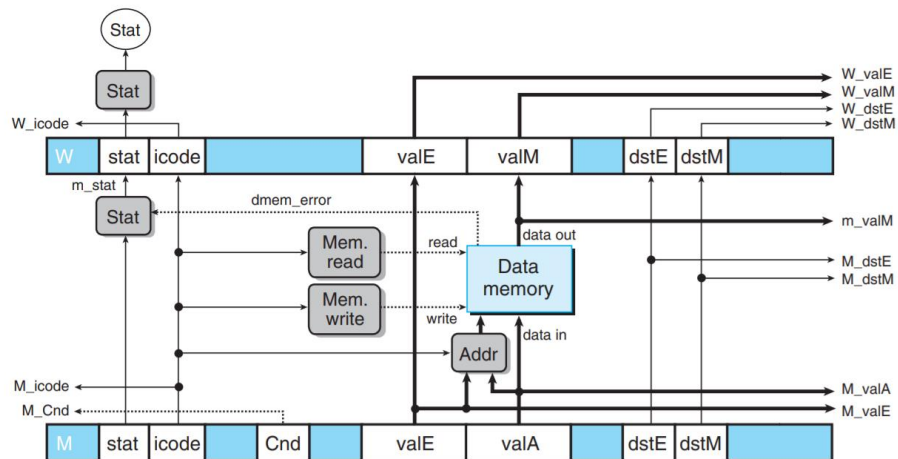 Stat
Stat
W_valE
W_valM
W_icode
W_dstE
W_dstM
W stat icode valE valM dstE dstM
m_stat
dmem_error
Stat
m_valM
data out
read
Mem.
read
Data
memory
M_dstE
M_dstM
Mem.
write
write
data in
Addr
M_icode
M_valA
M_Cnd
M_valE
M stat icode Cnd valE valA dstE dstM